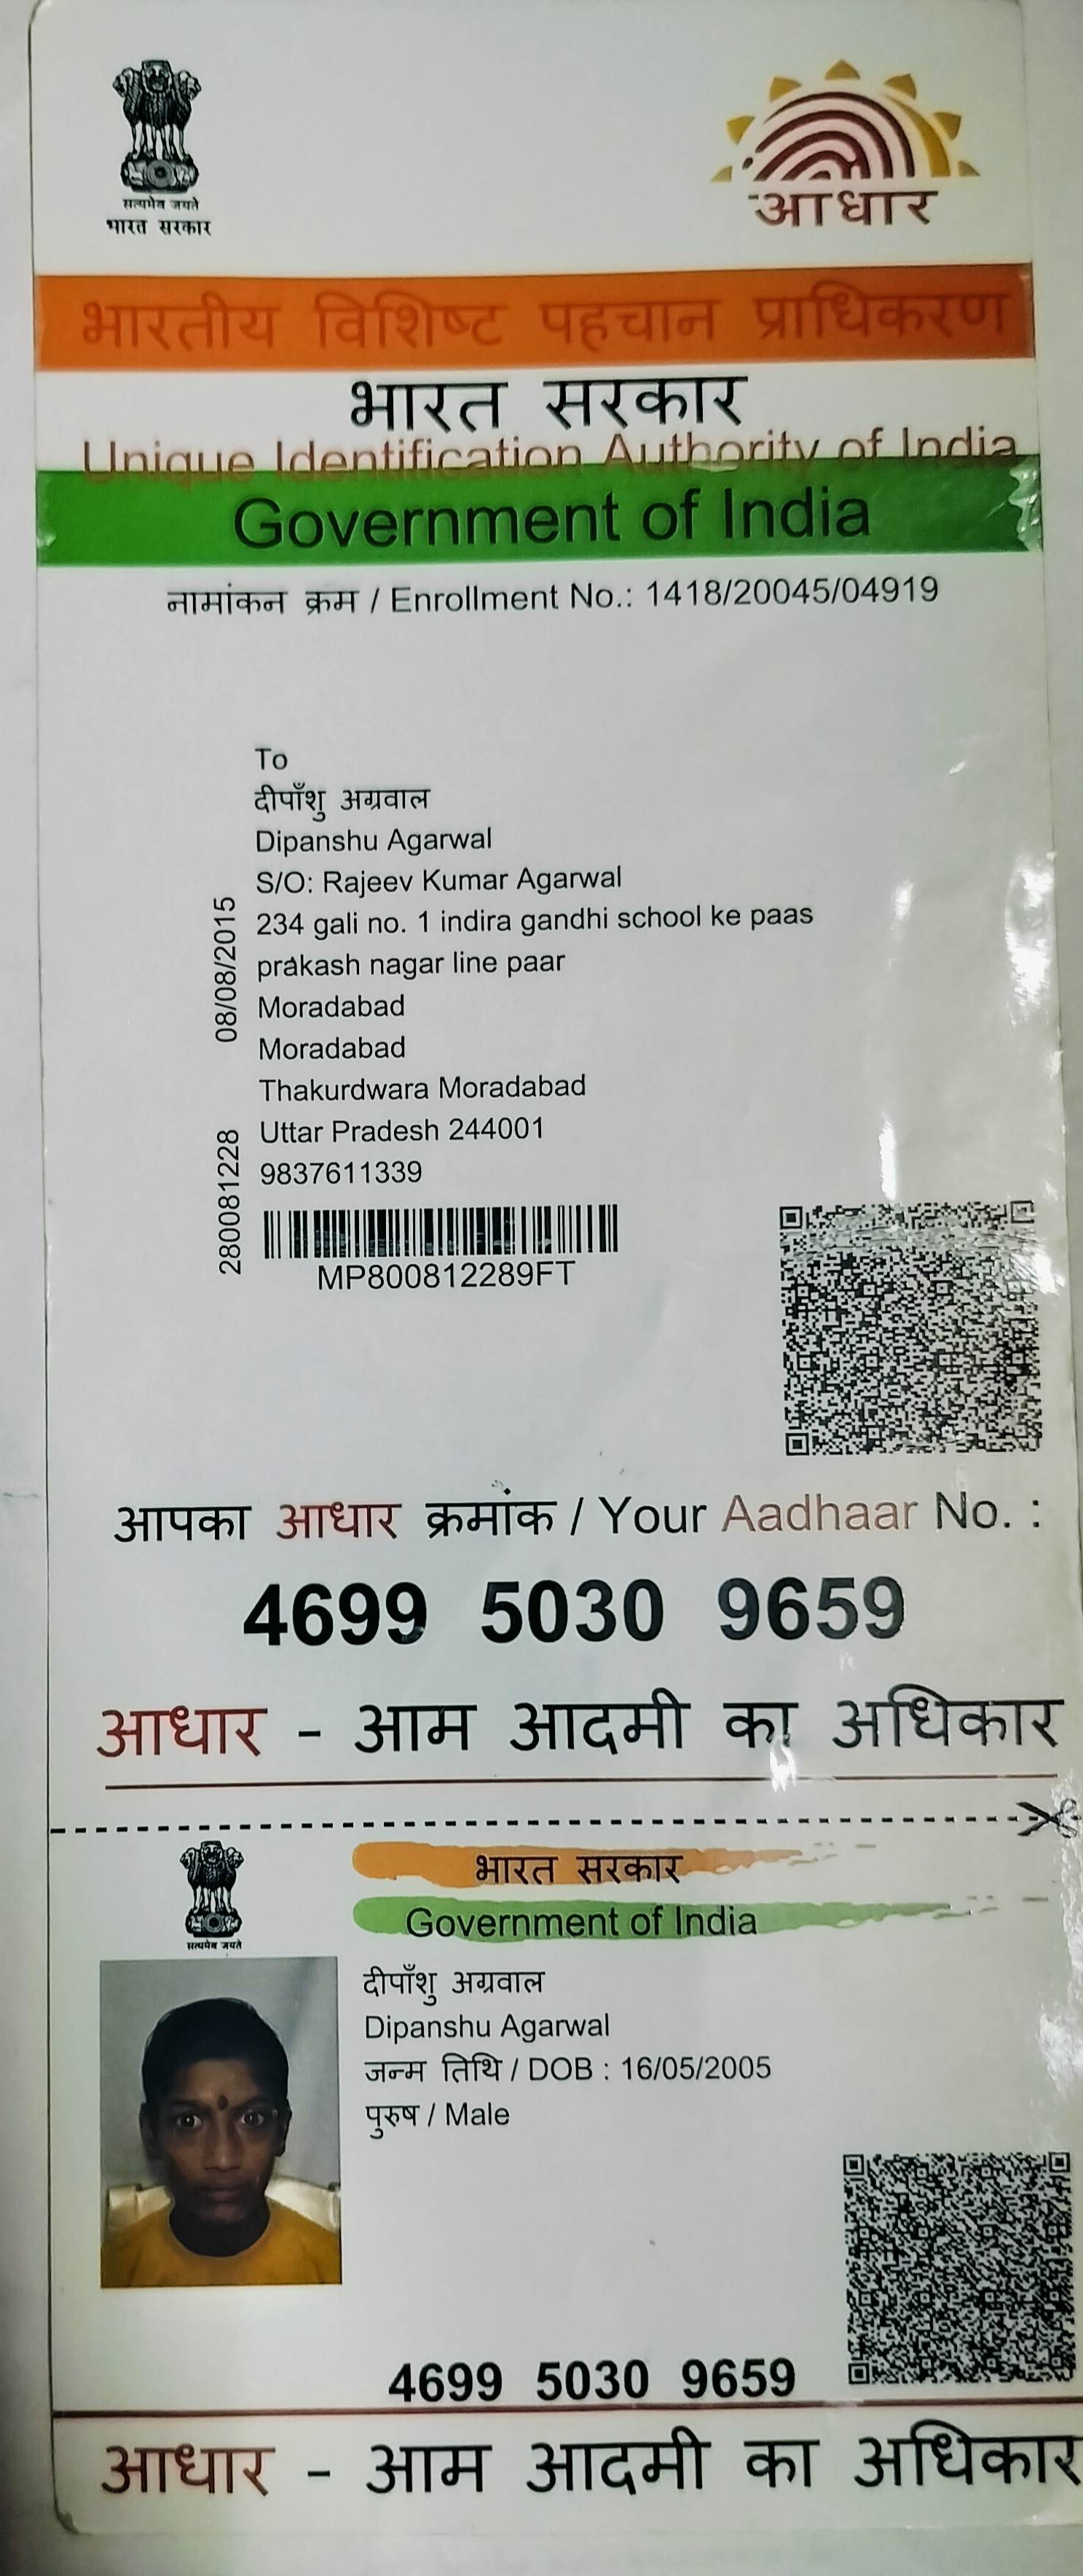 सत्यमेव जयते
भारत सरकार
आधार
भारतीय विशिष्ट पहचान प्राधिकरण
भारत सरकार
Unique Identification Authority of India
Government of India
नामांकन क्रम / Enrollment No.: 1418/20045/04919
To
दीपाँशु अग्रवाल
Dipanshu Agarwal
S/O: Rajeev Kumar Agarwal
234 gali no. 1 indira gandhi school ke paas
prakash nagar line paar
Moradabad
Moradabad
Thakurdwara Moradabad
Uttar Pradesh 244001
9837611339
08/08/2015
280081228
MP800812289FT
आपका आधार क्रमांक / Your Aadhaar No. :
4699 5030 9659
आधार - आम आदमी का अधिकार
सत्यमेव जयते
भारत सरकार
Government of India
दीपाँशु अग्रवाल
Dipanshu Agarwal
जन्म तिथि / DOB : 16/05/2005
पुरुष / Male
4699 5030 9659
आधार - आम आदमी का अधिकार